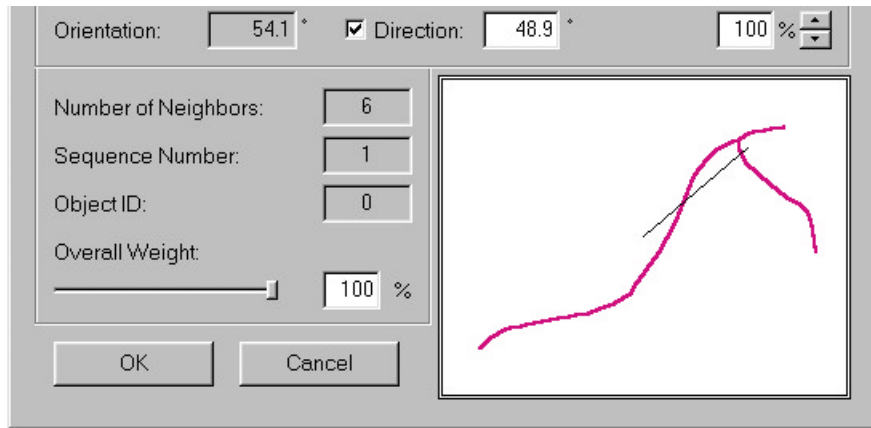 Orientation: 54.1 ° Direction: 48.9 ° 100 %
Number of Neighbors: 6
Sequence Number: 1
Object ID: 0
Overall Weight:
100 %
OK Cancel